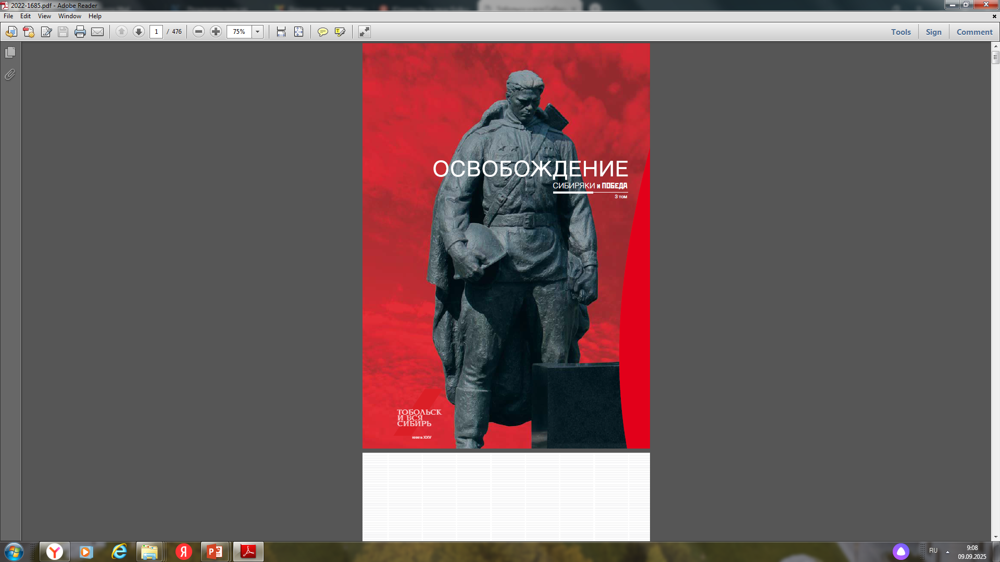 2022-1685.pdf - Adobe Reader
File Edit View Window Help
1 / 476 75% Tools Sign Comment
ОСВОБОЖДЕНИЕ
СИБИРЯКИ и ПОБЕДА
3 том
ТОБОЛЬСК
И ВСЯ
СИБИРЬ
книга XXV
RU 9:08
09.09.2025